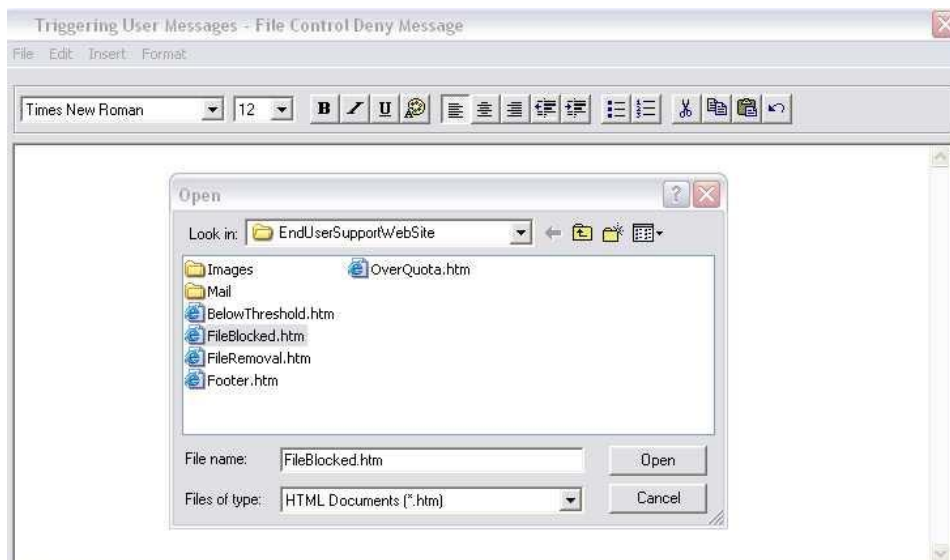 Triggering User Messages - File Control Deny Message
File Edit Insert Format
Times New Roman 12 B I U
Open
Look in: EndUserSupportWebSite
Images OverQuota.htm
Mail
BelowThreshold.htm
FileBlocked.htm
FileRemoval.htm
Footer.htm
File name: FileBlocked.htm Open
Files of type: HTML Documents (*.htm) Cancel